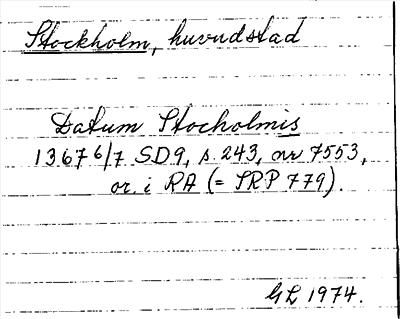 Stockholm, huvudstad
Datum Stocholmis
1367 6/7 SD9, s. 243, nr 7553,
or. i RA (= SRP 779).
GL 1974.